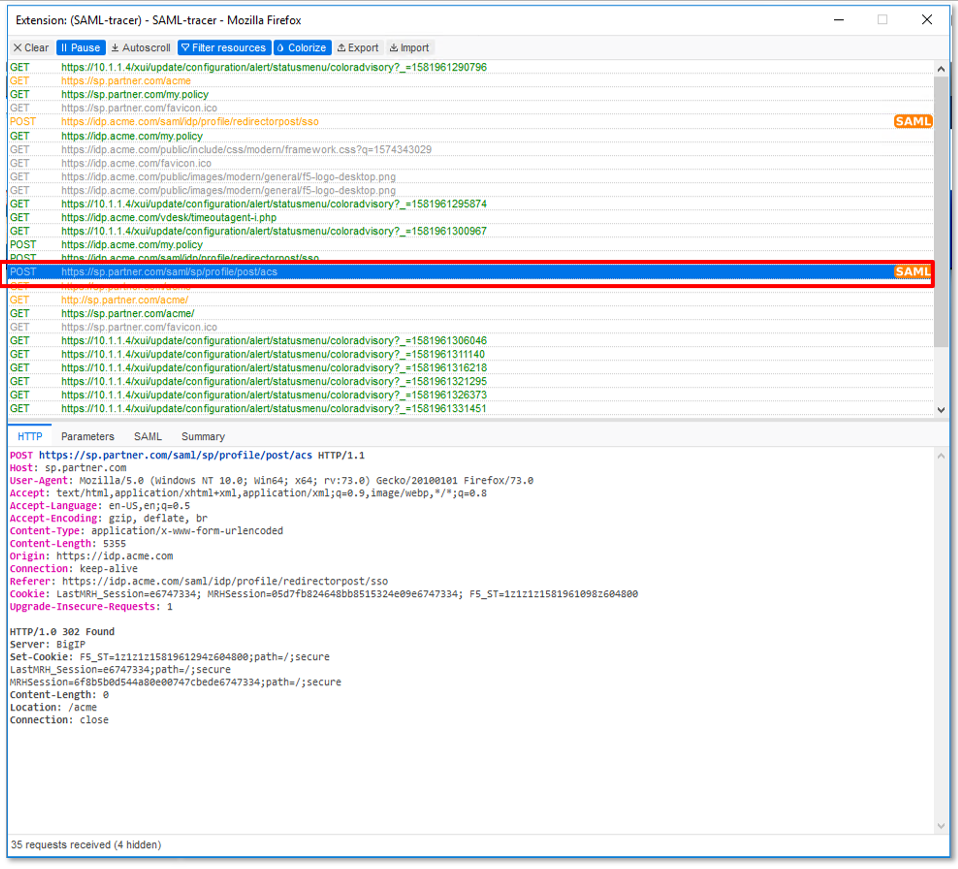 Extension: (SAML-tracer) - SAML-tracer - Mozilla Firefox
Clear Pause Autoscroll Filter resources Colorize Export Import
GET https://10.1.1.4/xui/update/configuration/alert/statusmenu/coloradvisory?_=1581961290796
GET https://sp.partner.com/acme
GET https://sp.partner.com/my.policy
GET https://sp.partner.com/favicon.ico
POST https://idp.acme.com/saml/idp/profile/redirectorpost/sso SAML
GET https://idp.acme.com/my.policy
GET https://idp.acme.com/public/include/css/modern/framework.css?q=1574343029
GET https://idp.acme.com/favicon.ico
GET https://idp.acme.com/public/images/modern/general/f5-logo-desktop.png
GET https://idp.acme.com/public/images/modern/general/f5-logo-desktop.png
GET https://10.1.1.4/xui/update/configuration/alert/statusmenu/coloradvisory?_=1581961295874
GET https://idp.acme.com/vdesk/timeoutagent-i.php
GET https://10.1.1.4/xui/update/configuration/alert/statusmenu/coloradvisory?_=1581961300967
POST https://idp.acme.com/my.policy
POST https://idp.acme.com/saml/idp/profile/redirectorpost/sso
POST https://sp.partner.com/saml/sp/profile/post/acs SAML
GET https://sp.partner.com/acme
GET http://sp.partner.com/acme/
GET https://sp.partner.com/acme/
GET https://sp.partner.com/favicon.ico
GET https://10.1.1.4/xui/update/configuration/alert/statusmenu/coloradvisory?_=1581961306046
GET https://10.1.1.4/xui/update/configuration/alert/statusmenu/coloradvisory?_=1581961311140
GET https://10.1.1.4/xui/update/configuration/alert/statusmenu/coloradvisory?_=1581961316218
GET https://10.1.1.4/xui/update/configuration/alert/statusmenu/coloradvisory?_=1581961321295
GET https://10.1.1.4/xui/update/configuration/alert/statusmenu/coloradvisory?_=1581961326373
GET https://10.1.1.4/xui/update/configuration/alert/statusmenu/coloradvisory?_=1581961331451
HTTP Parameters SAML Summary
POST https://sp.partner.com/saml/sp/profile/post/acs HTTP/1.1
Host: sp.partner.com
User-Agent: Mozilla/5.0 (Windows NT 10.0; Win64; x64; rv:73.0) Gecko/20100101 Firefox/73.0
Accept: text/html,application/xhtml+xml,application/xml;q=0.9,image/webp,*/*;q=0.8
Accept-Language: en-US,en;q=0.5
Accept-Encoding: gzip, deflate, br
Content-Type: application/x-www-form-urlencoded
Content-Length: 5355
Origin: https://idp.acme.com
Connection: keep-alive
Referer: https://idp.acme.com/saml/idp/profile/redirectorpost/sso
Cookie: LastMRH_Session=e6747334; MRHSession=05d7fb824648bb8515324e09e6747334; F5_ST=1z1z1z1581961098z604800
Upgrade-Insecure-Requests: 1
HTTP/1.0 302 Found
Server: BigIP
Set-Cookie: F5_ST=1z1z1z1581961294z604800;path=/;secure
LastMRH_Session=e6747334;path=/;secure
MRHSession=6f8b5b0d544a80e00747cbede6747334;path=/;secure
Content-Length: 0
Location: /acme
Connection: close
35 requests received (4 hidden)